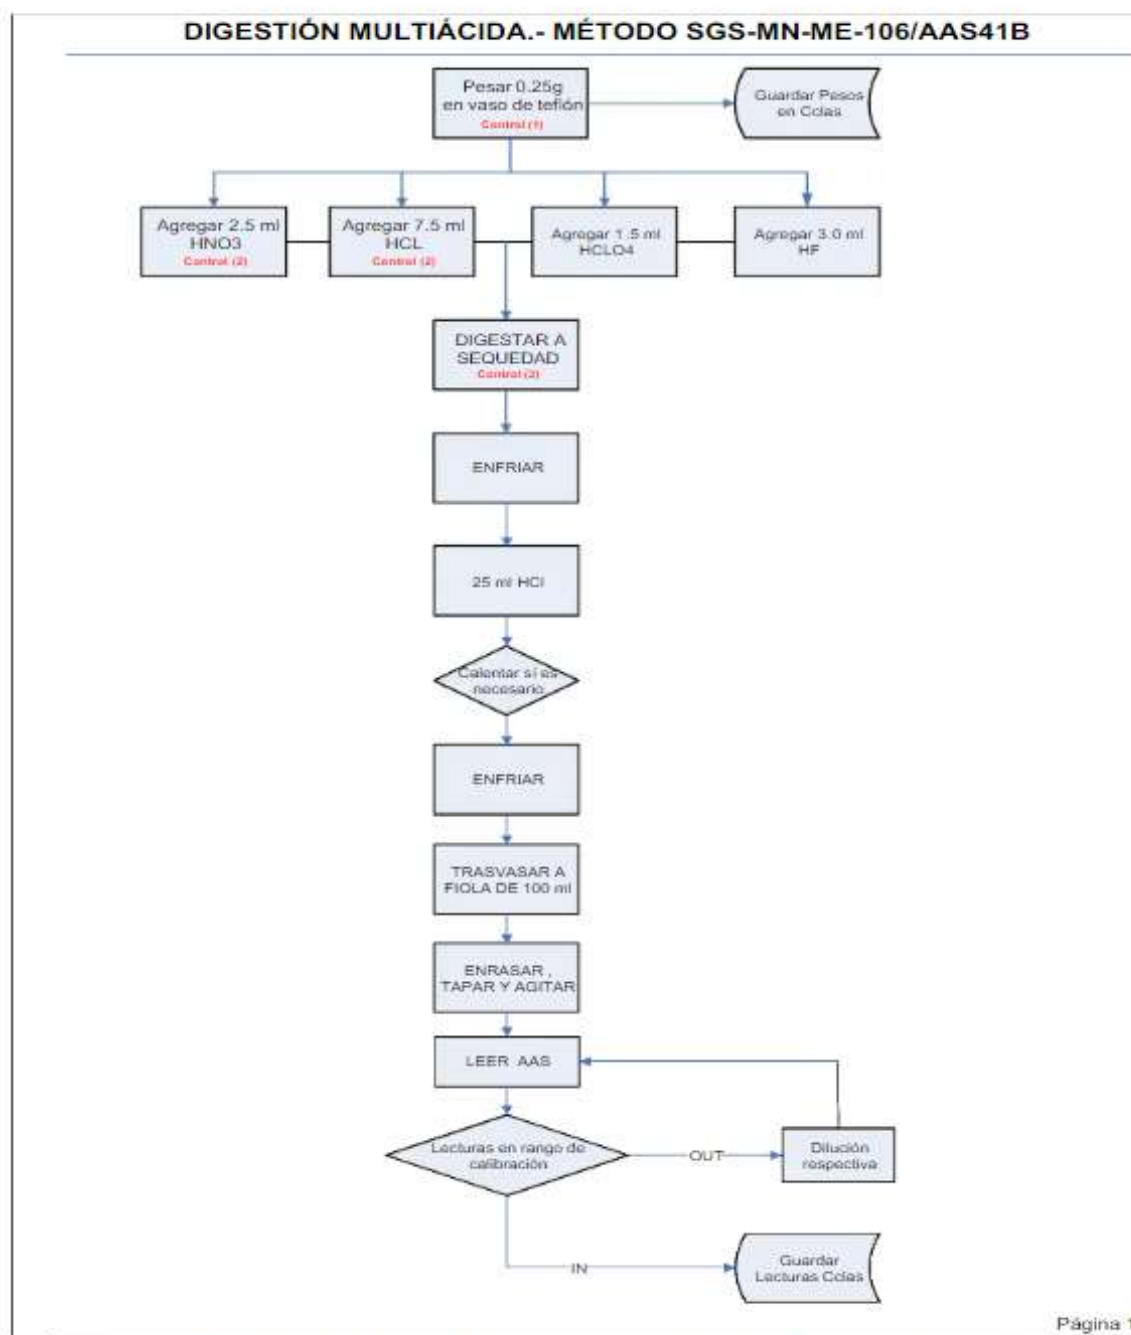 DIGESTIÓN MULTIÁCIDA.- MÉTODO SGS-MN-ME-106/AAS41B
Pesar 0.25g
en vaso de teflón
Control (1)
Guardar Pesos
en Cclas
Agregar 2.5 ml
HNO3
Control (2)
Agregar 7.5 ml
HCL
Control (2)
Agregar 1.5 ml
HCLO4
Agregar 3.0 ml
HF
DIGESTAR A
SEQUEDAD
Control (3)
ENFRIAR
25 ml HCl
Calentar sí es
necesario
ENFRIAR
TRASVASAR A
FIOLA DE 100 ml
ENRASAR ,
TAPAR Y AGITAR
LEER AAS
Lecturas en rango de
calibración
OUT
Dilución
respectiva
IN
Guardar
Lecturas Cclas
Página 1